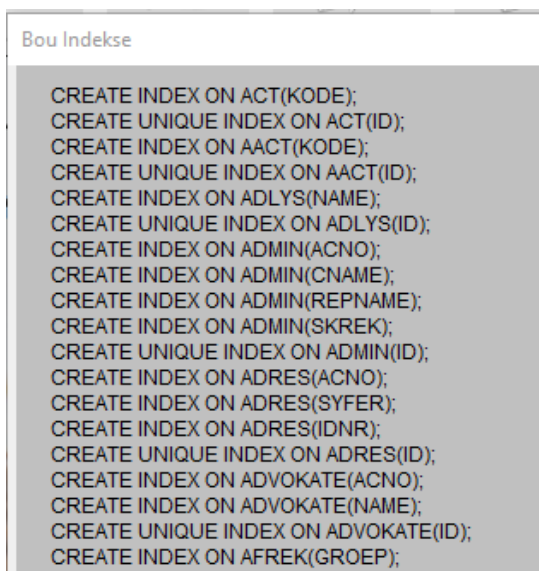 Bou Indekse
CREATE INDEX ON ACT(KODE);
CREATE UNIQUE INDEX ON ACT(ID);
CREATE INDEX ON AACT(KODE);
CREATE UNIQUE INDEX ON AACT(ID);
CREATE INDEX ON ADLYS(NAME);
CREATE UNIQUE INDEX ON ADLYS(ID);
CREATE INDEX ON ADMIN(ACNO);
CREATE INDEX ON ADMIN(CNAME);
CREATE INDEX ON ADMIN(REPNAME);
CREATE INDEX ON ADMIN(SKREK);
CREATE UNIQUE INDEX ON ADMIN(ID);
CREATE INDEX ON ADRES(ACNO);
CREATE INDEX ON ADRES(SYFER);
CREATE INDEX ON ADRES(IDNR);
CREATE UNIQUE INDEX ON ADRES(ID);
CREATE INDEX ON ADVOKATE(ACNO);
CREATE INDEX ON ADVOKATE(NAME);
CREATE UNIQUE INDEX ON ADVOKATE(ID);
CREATE INDEX ON AFREK(GROEP);